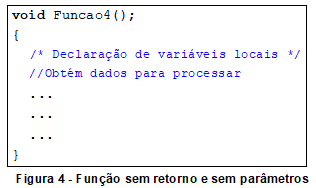 void Funcao4();
{
/* Declaração de variáveis locais */
//Obtém dados para processar
...
...
...
}
Figura 4 - Função sem retorno e sem parâmetros